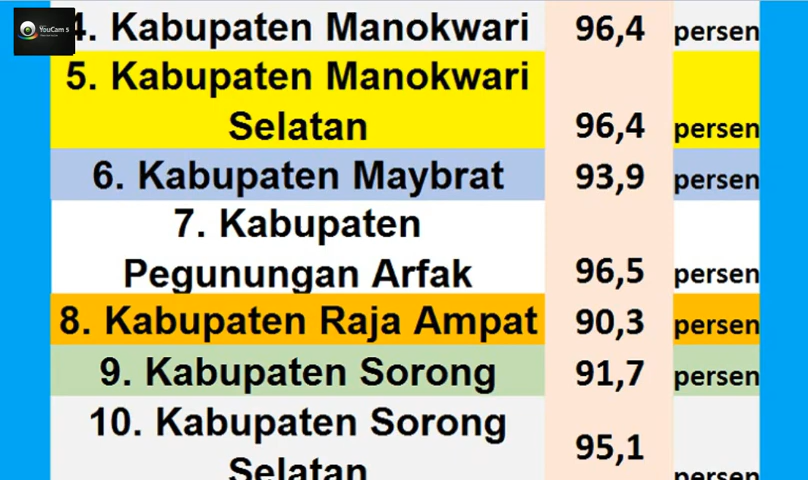 YouCam 5
4. Kabupaten Manokwari 96,4 persen
5. Kabupaten Manokwari
Selatan 96,4 persen
6. Kabupaten Maybrat 93,9 persen
7. Kabupaten
Pegunungan Arfak 96,5 persen
8. Kabupaten Raja Ampat 90,3 persen
9. Kabupaten Sorong 91,7 persen
10. Kabupaten Sorong
Selatan 95,1 persen